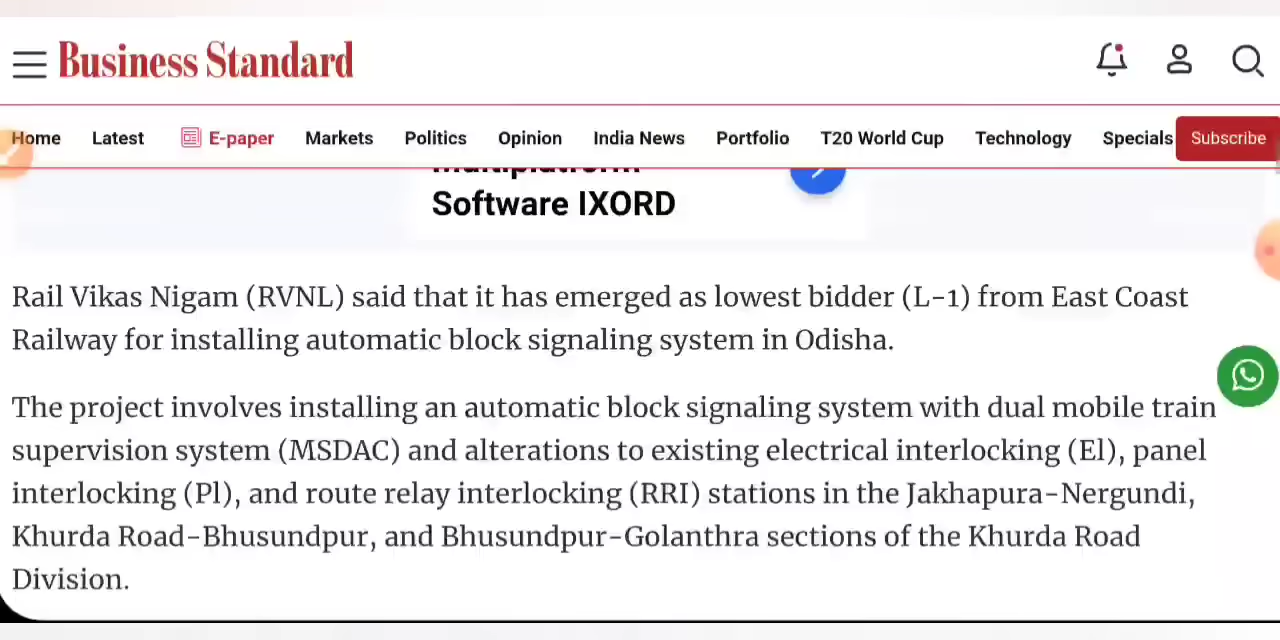 Business Standard
Home Latest E-paper Markets Politics Opinion India News Portfolio T20 World Cup Technology Specials Subscribe
Software IXORD
Rail Vikas Nigam (RVNL) said that it has emerged as lowest bidder (L-1) from East Coast
Railway for installing automatic block signaling system in Odisha.
The project involves installing an automatic block signaling system with dual mobile train
supervision system (MSDAC) and alterations to existing electrical interlocking (El), panel
interlocking (Pl), and route relay interlocking (RRI) stations in the Jakhapura-Nergundi,
Khurda Road-Bhusundpur, and Bhusundpur-Golanthra sections of the Khurda Road
Division.